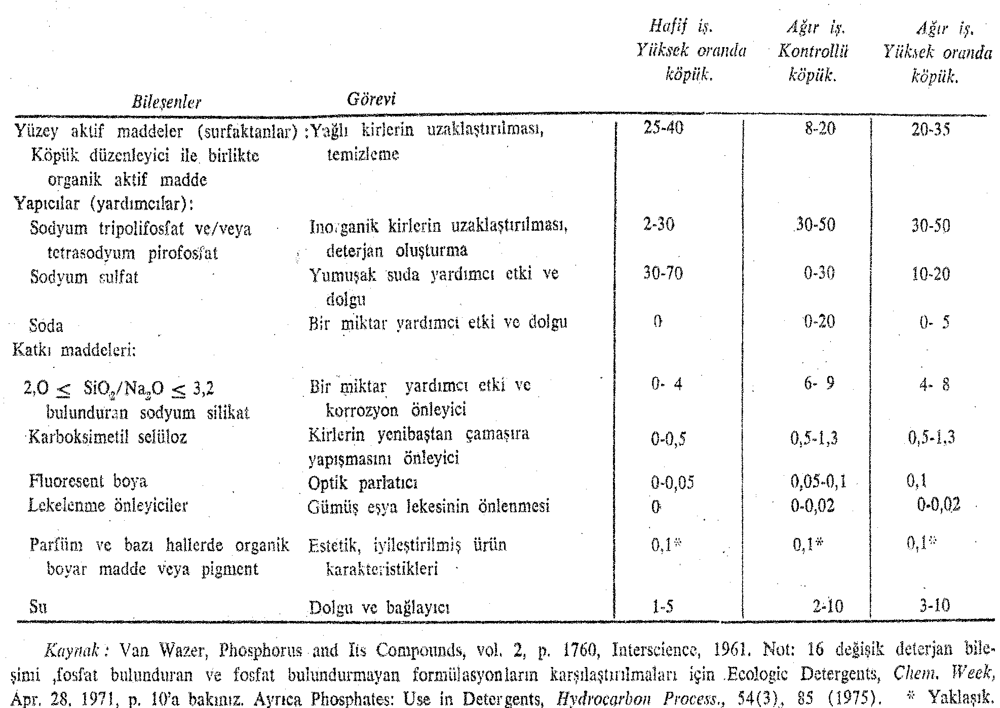 Hafif iş. Ağır iş. Ağır iş.
Yüksek oranda Kontrollü Yüksek oranda
köpük. köpük. köpük.
Bileşenler Görevi
Yüzey aktif maddeler (surfaktanlar) : Yağlı kirlerin uzaklaştırılması, 25-40 8-20 20-35
Köpük düzenleyici ile birlikte temizleme
organik aktif madde
Yapıcılar (yardımcılar):
Sodyum tripolifosfat ve/veya Inorganik kirlerin uzaklaştırılması, 2-30 30-50 30-50
tetrasodyum pirofosfat deterjan oluşturma
Sodyum sulfat Yumuşak suda yardımcı etki ve 30-70 0-30 10-20
dolgu
Soda Bir miktar yardımcı etki ve dolgu 0 0-20 0- 5
Katkı maddeleri:
2,O ≤ SiO₂/Na₂O ≤ 3,2 Bir miktar yardımcı etki ve 0- 4 6- 9 4- 8
bulunduran sodyum silikat korrozyon önleyici
Karboksimetil selüloz Kirlerin yenibaştan çamaşıra 0-0,5 0,5-1,3 0,5-1,3
yapışmasını önleyici
Fluoresent boya Optik parlatıcı 0-0,05 0,05-0,1 0,1
Lekelenme önleyiciler Gümüş eşya lekesinin önlenmesi 0 0-0,02 0-0,02
Parfüm ve bazı hallerde organik Estetik, iyileştirilmiş ürün 0,1* 0,1* 0,1*
boyar madde veya pigment karakteristikleri
Su Dolgu ve bağlayıcı 1-5 2-10 3-10
Kaynak : Van Wazer, Phosphorus and Its Compounds, vol. 2, p. 1760, Interscience, 1961. Not: 16 değişik deterjan bile-
şimi ,fosfat bulunduran ve fosfat bulundurmayan formülasyonların karşılaştırılmaları için Ecologic Detergents, Chem. Week,
Apr. 28, 1971, p. 10'a bakınız. Ayrıca Phosphates: Use in Detergents, Hydrocarbon Process., 54(3), 85 (1975). * Yaklaşık.